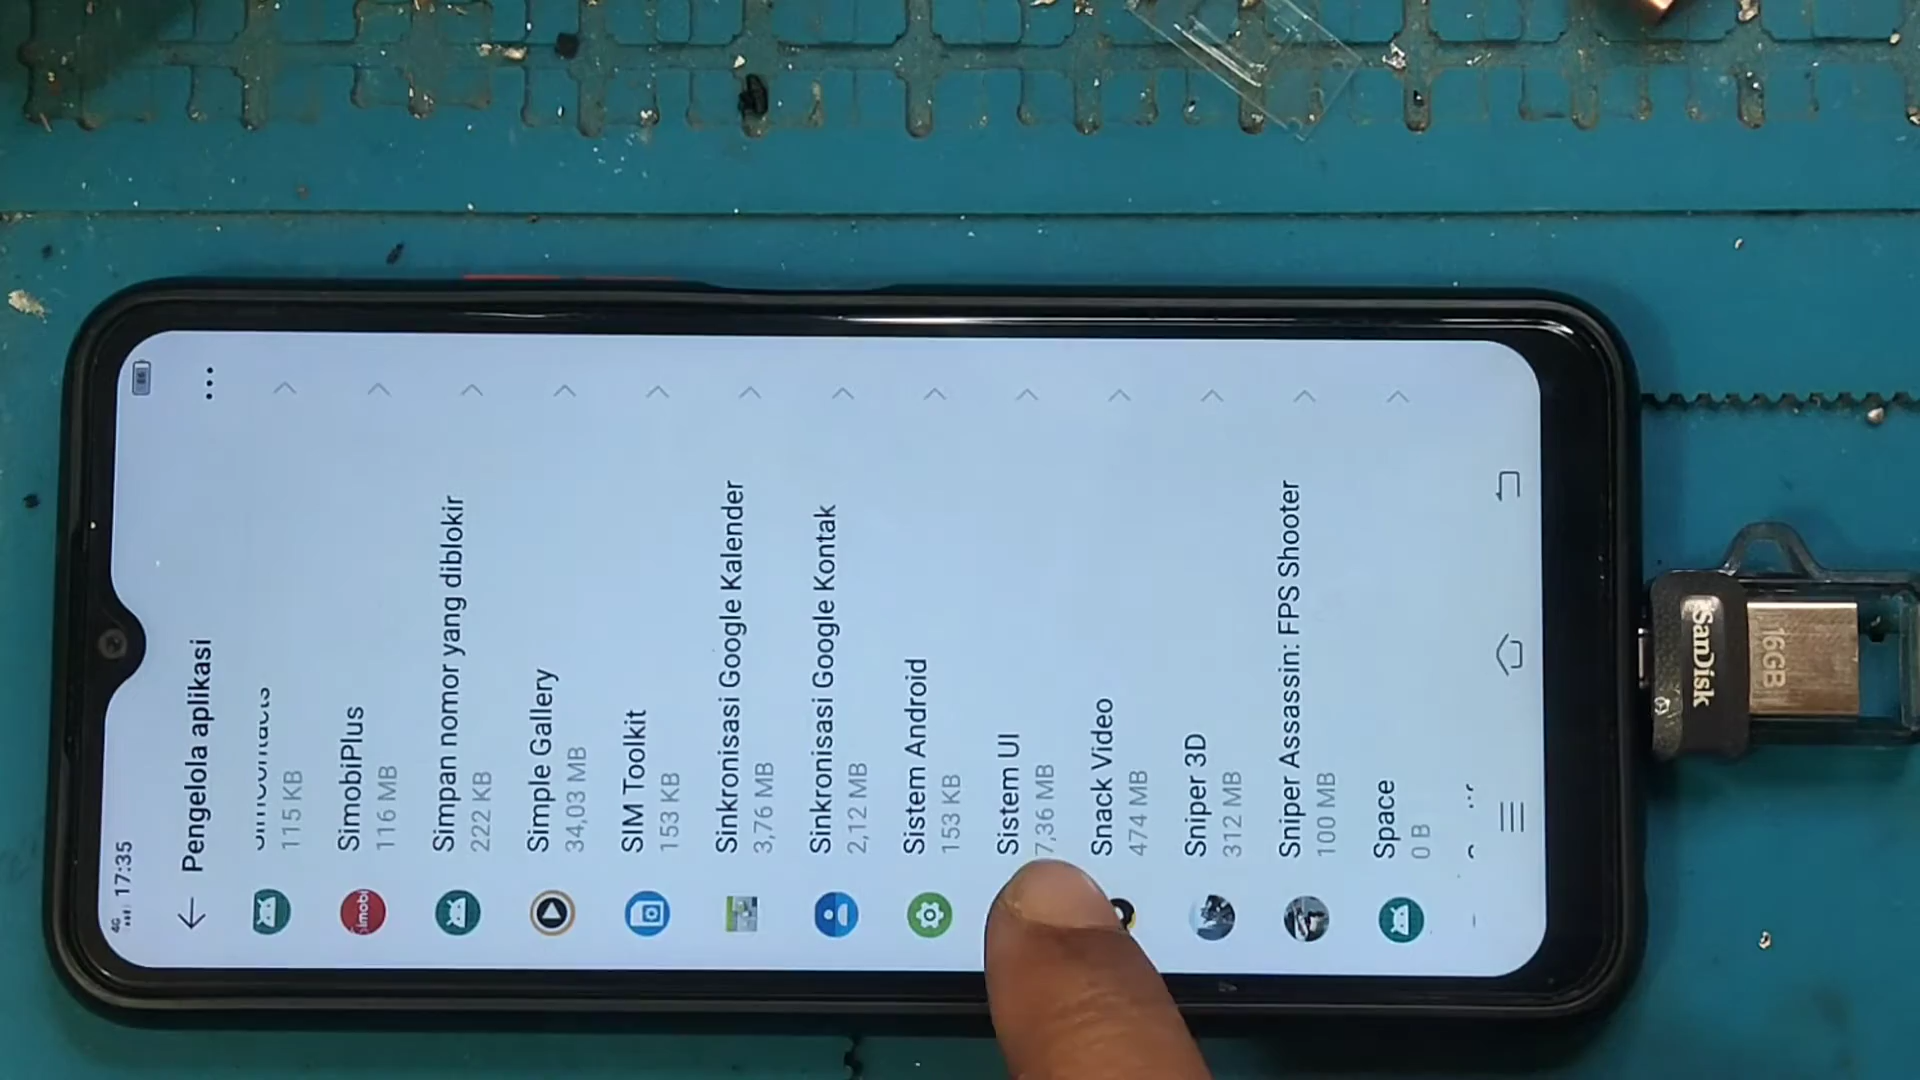 4G 17:35
Pengelola aplikasi
115 KB
SimobiPlus
116 MB
Simpan nomor yang diblokir
222 KB
Simple Gallery
34,03 MB
SIM Toolkit
153 KB
Sinkronisasi Google Kalender
3,76 MB
Sinkronisasi Google Kontak
2,12 MB
Sistem Android
153 KB
Sistem UI
7,36 MB
Snack Video
474 MB
Sniper 3D
312 MB
Sniper Assassin: FPS Shooter
100 MB
Space
0 B
simobi
SanDisk
16GB